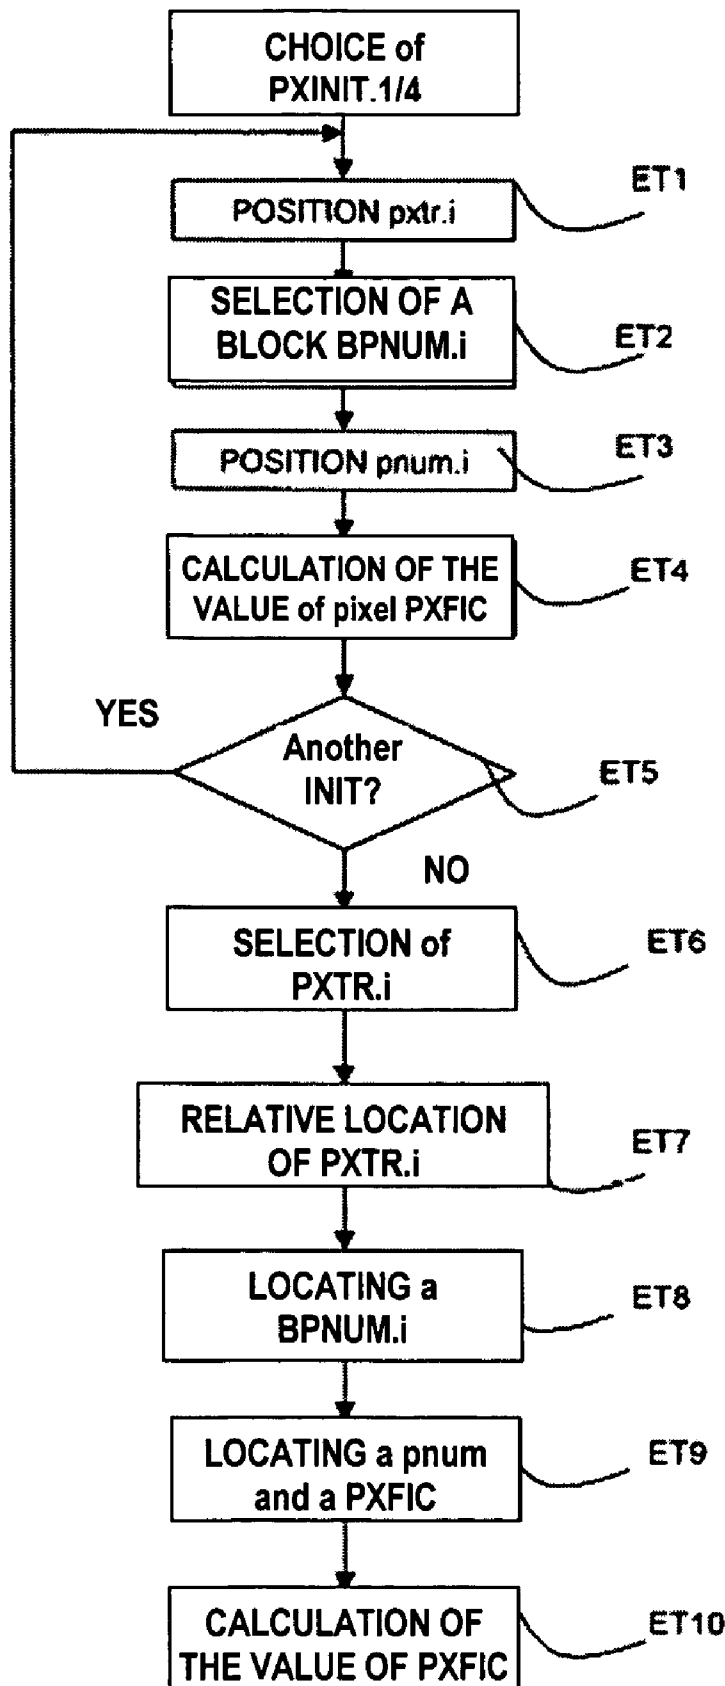 CHOICE of
PXINIT.1/4
ET1
POSITION pxtr.i
SELECTION OF A
BLOCK BPNUM.i
ET2
POSITION pnum.i
ET3
CALCULATION OF THE
VALUE of pixel PXFIC
ET4
YES
Another
INIT?
ET5
NO
SELECTION of
PXTR.i
ET6
RELATIVE LOCATION
OF PXTR.i
ET7
LOCATING a
BPNUM.i
ET8
LOCATING a pnum
and a PXFIC
ET9
CALCULATION OF
THE VALUE OF PXFIC
ET10